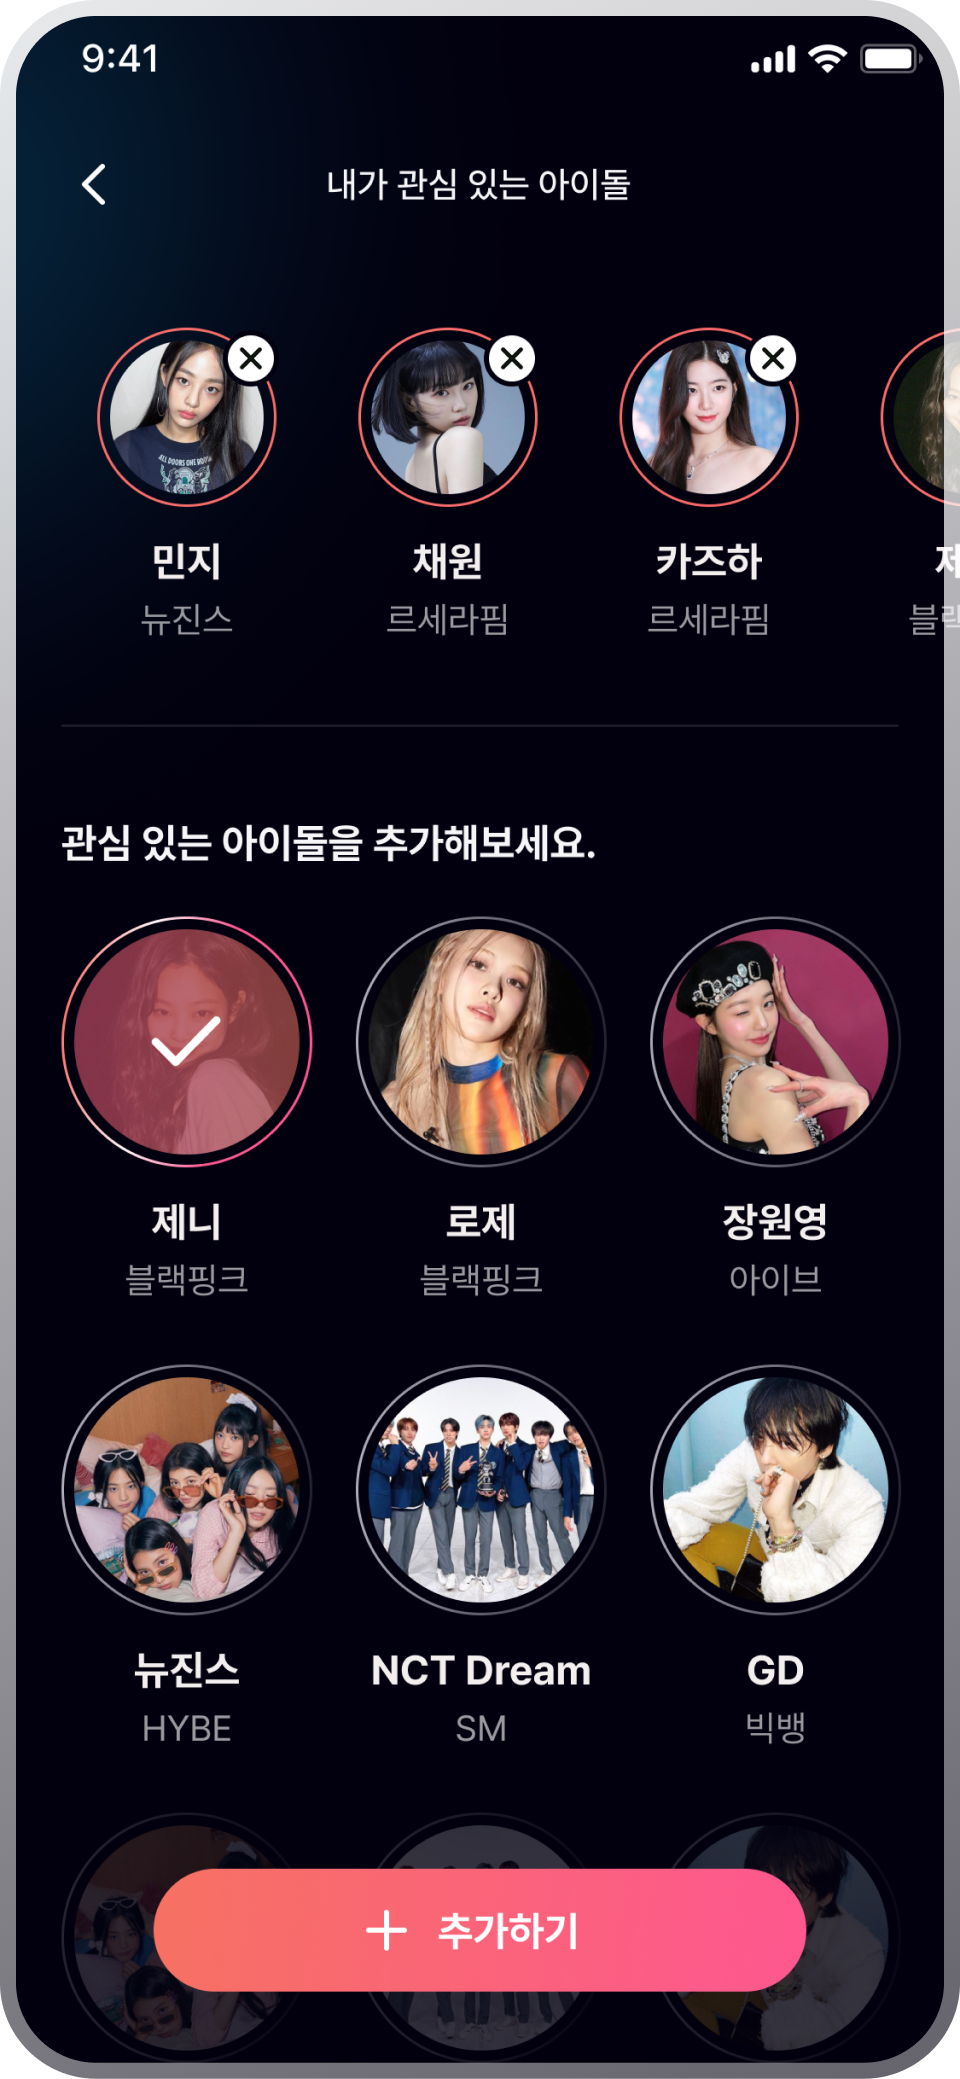 9:41
내가 관심 있는 아이돌
민지
채원
카즈하
제
뉴진스
르세라핌
르세라핌
블랙
관심 있는 아이돌을 추가해보세요.
제니
로제
장원영
블랙핑크
블랙핑크
아이브
뉴진스
NCT Dream
GD
HYBE
SM
빅뱅
추가하기